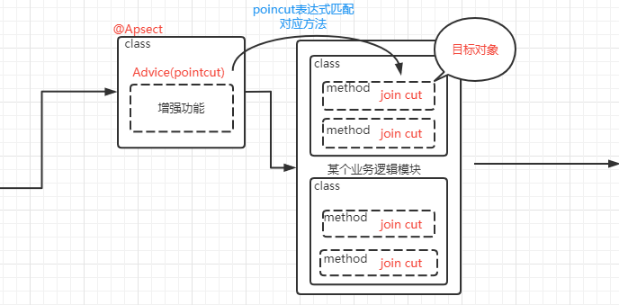 poincut表达式匹配
对应方法
@Apsect
class
Advice(pointcut)
增强功能
目标对象
class
method
join cut
method
join cut
某个业务逻辑模块
class
method
join cut
method
join cut